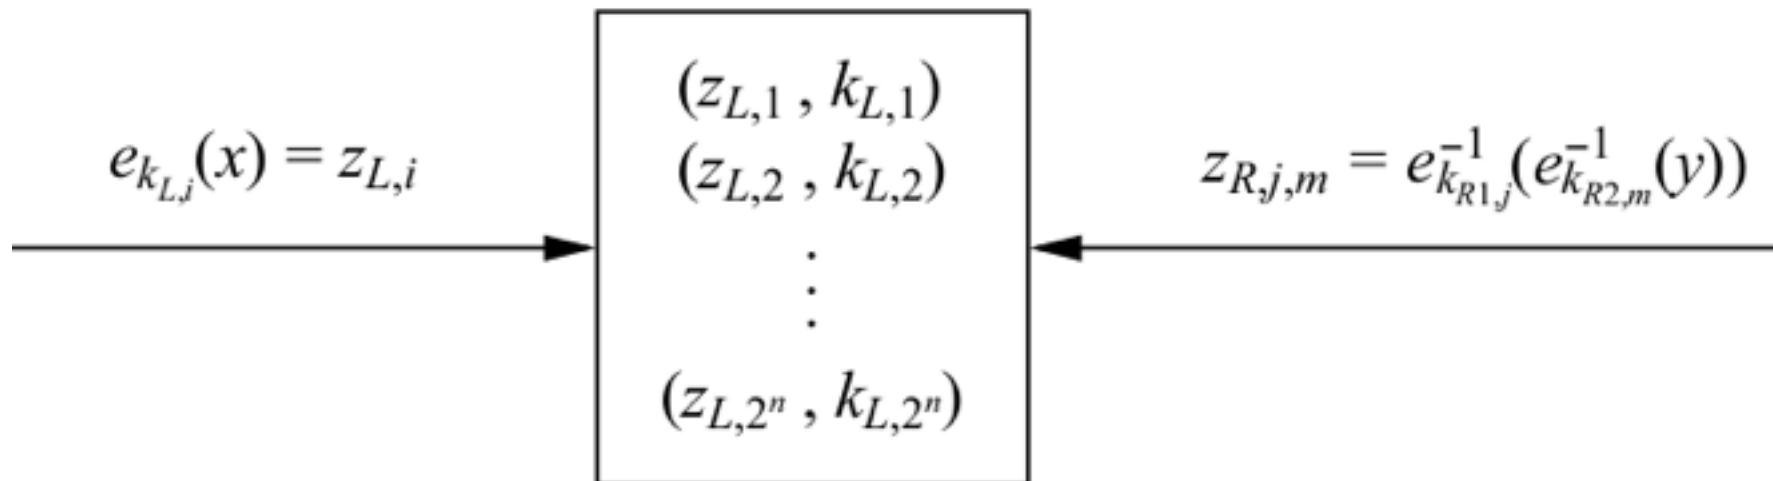 e_{k_{L,i}}(x) = z_{L,i}
(z_{L,1} , k_{L,1})
(z_{L,2} , k_{L,2})
⋮
(z_{L,2^n} , k_{L,2^n})
z_{R,j,m} = e^{-1}_{k_{R1,j}}(e^{-1}_{k_{R2,m}}(y))